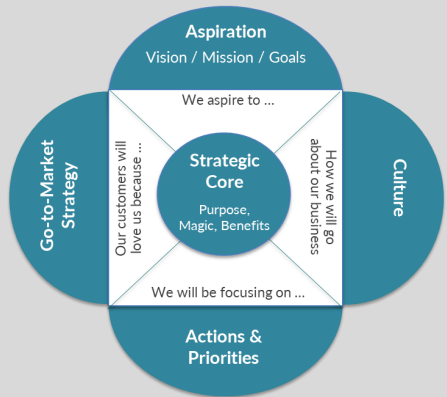 Aspiration
Vision / Mission / Goals
We aspire to ...
Go-to-Market
Strategy
Our customers will
love us because ...
Strategic
Core
Purpose,
Magic, Benefits
How we will go
about our business
Culture
We will be focusing on ...
Actions &
Priorities